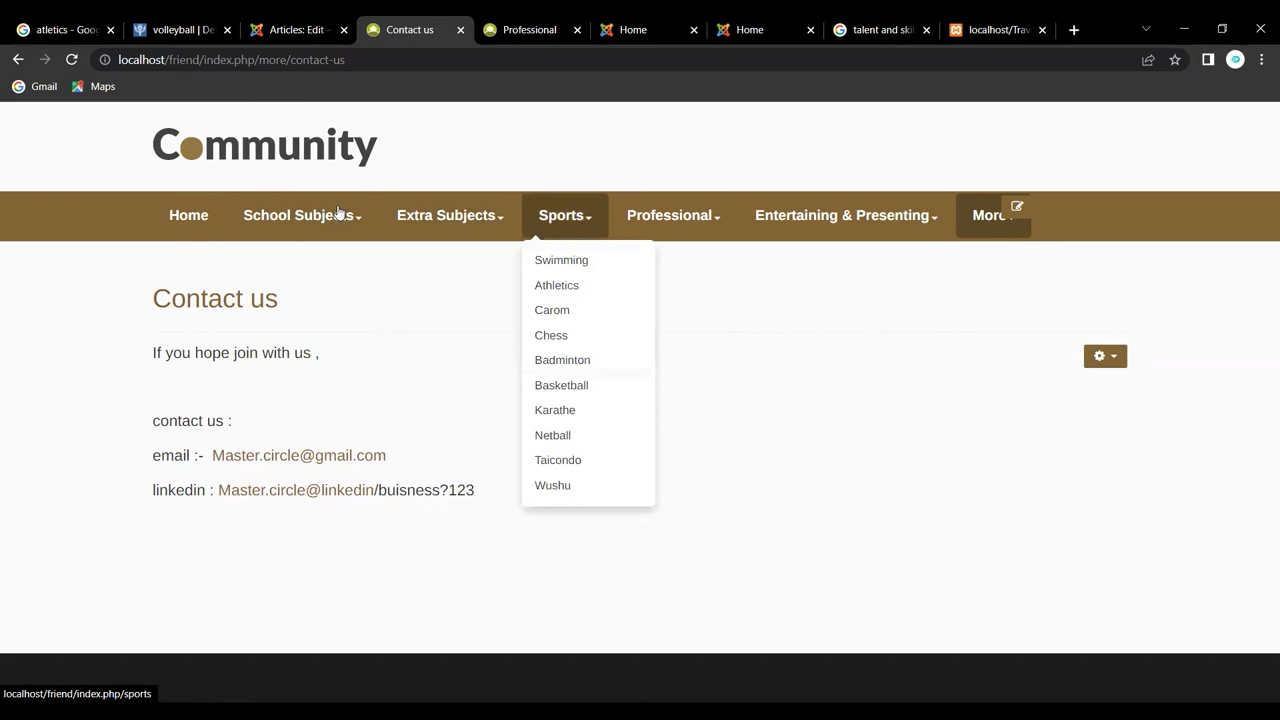 atletics - Goo
volleyball | De
Articles: Edit -
Contact us
Professional
Home
Home
talent and skil
localhost/Trav
localhost/friend/index.php/more/contact-us
Gmail
Maps
Community
Home
School Subjects
Extra Subjects
Sports
Professional
Entertaining & Presenting
More
Swimming
Athletics
Carom
Chess
Badminton
Basketball
Karathe
Netball
Taicondo
Wushu
Contact us
If you hope join with us ,
contact us :
email :- Master.circle@gmail.com
linkedin : Master.circle@linkedin/buisness?123
localhost/friend/index.php/sports